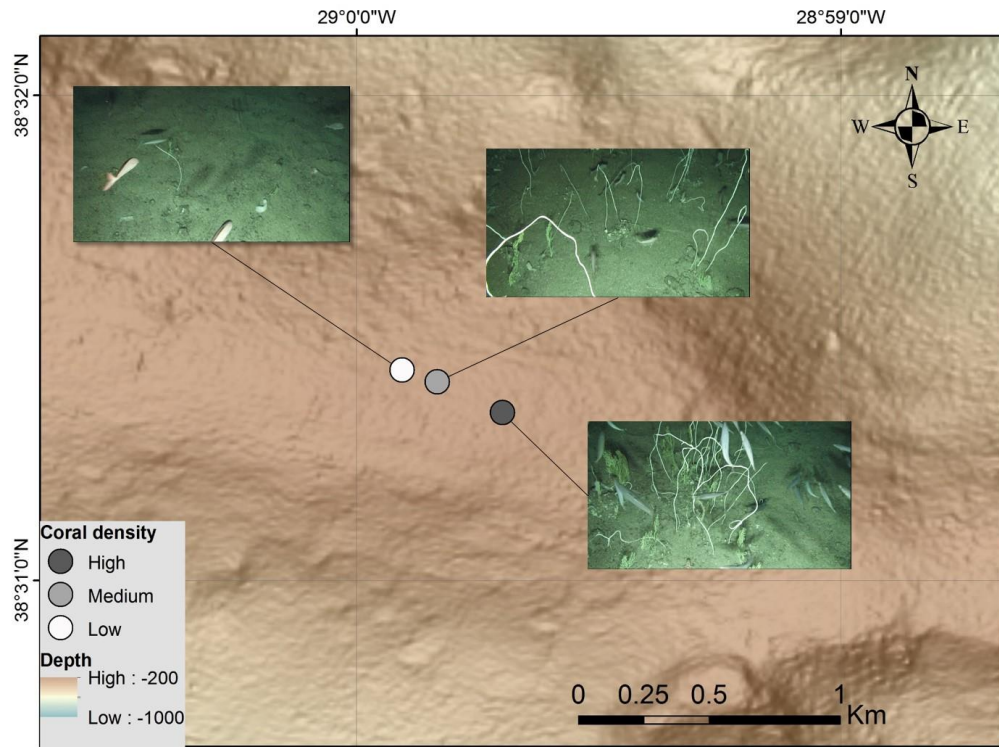 29°0'0"W 28°59'0"W
38°32'0"N
N
W E
S
38°31'0"N
Coral density
High
Medium
Low
Depth
High : -200
Low : -1000
0 0.25 0.5 1
Km